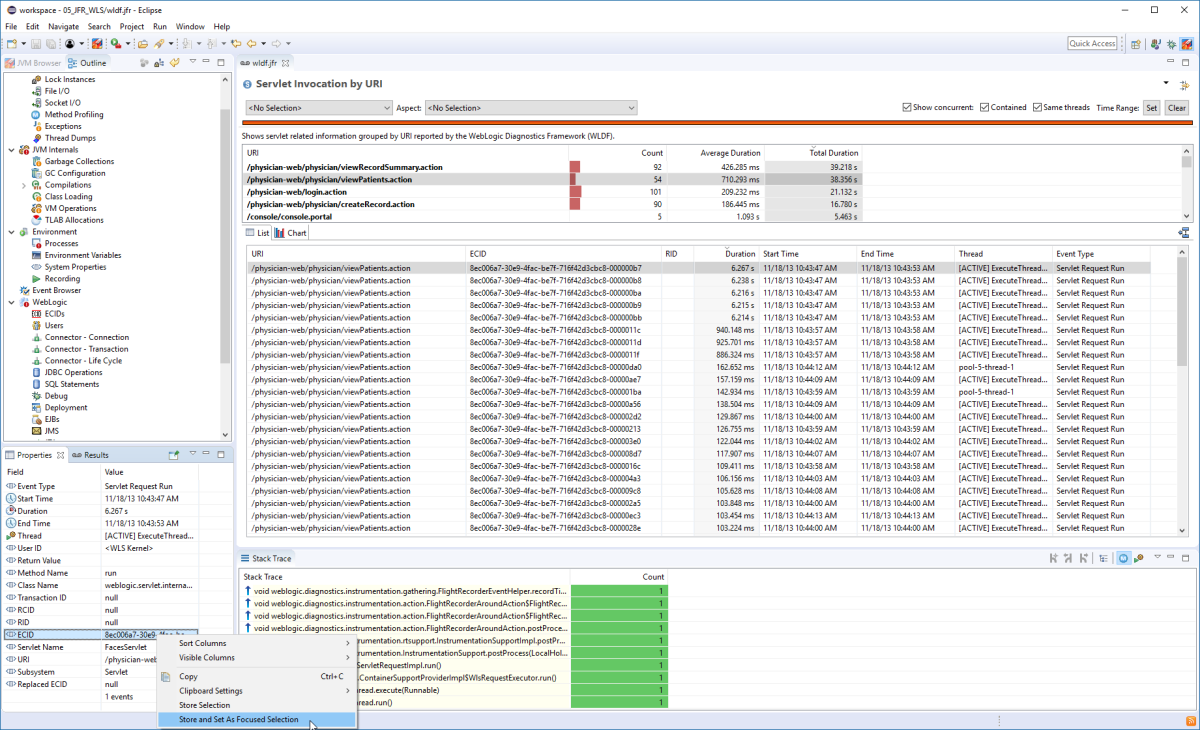 workspace - 05_JFR_WLS/wldf.jfr - Eclipse
File Edit Navigate Search Project Run Window Help
Quick Access
JVM Browser Outline
Lock Instances
File I/O
Socket I/O
Method Profiling
Exceptions
Thread Dumps
JVM Internals
Garbage Collections
GC Configuration
Compilations
Class Loading
VM Operations
TLAB Allocations
Environment
Processes
Environment Variables
System Properties
Recording
Event Browser
WebLogic
ECIDs
Users
Connector - Connection
Connector - Transaction
Connector - Life Cycle
JDBC Operations
SQL Statements
Debug
Deployment
EJBs
JMS
wldf.jfr
Servlet Invocation by URI
<No Selection> Aspect: <No Selection> Show concurrent: Contained Same threads Time Range: Set Clear
Shows servlet related information grouped by URI reported by the WebLogic Diagnostics Framework (WLDF).
URI Count Average Duration Total Duration
/physician-web/physician/viewRecordSummary.action 92 426.285 ms 39.218 s
/physician-web/physician/viewPatients.action 54 710.293 ms 38.356 s
/physician-web/login.action 101 209.232 ms 21.132 s
/physician-web/physician/createRecord.action 90 186.445 ms 16.780 s
/console/console.portal 5 1.093 s 5.463 s
List Chart
URI ECID RID Duration Start Time End Time Thread Event Type
/physician-web/physician/viewPatients.action 8ec006a7-30e9-4fac-be7f-716f42d3cbc8-000000b7 6.267 s 11/18/13 10:43:47 AM 11/18/13 10:43:53 AM [ACTIVE] ExecuteThread... Servlet Request Run
/physician-web/physician/viewPatients.action 8ec006a7-30e9-4fac-be7f-716f42d3cbc8-000000b8 6.238 s 11/18/13 10:43:47 AM 11/18/13 10:43:53 AM [ACTIVE] ExecuteThread... Servlet Request Run
/physician-web/physician/viewPatients.action 8ec006a7-30e9-4fac-be7f-716f42d3cbc8-000000ba 6.216 s 11/18/13 10:43:47 AM 11/18/13 10:43:53 AM [ACTIVE] ExecuteThread... Servlet Request Run
/physician-web/physician/viewPatients.action 8ec006a7-30e9-4fac-be7f-716f42d3cbc8-000000b9 6.215 s 11/18/13 10:43:47 AM 11/18/13 10:43:53 AM [ACTIVE] ExecuteThread... Servlet Request Run
/physician-web/physician/viewPatients.action 8ec006a7-30e9-4fac-be7f-716f42d3cbc8-000000bb 6.214 s 11/18/13 10:43:47 AM 11/18/13 10:43:53 AM [ACTIVE] ExecuteThread... Servlet Request Run
/physician-web/physician/viewPatients.action 8ec006a7-30e9-4fac-be7f-716f42d3cbc8-0000011c 940.148 ms 11/18/13 10:43:57 AM 11/18/13 10:43:58 AM [ACTIVE] ExecuteThread... Servlet Request Run
/physician-web/physician/viewPatients.action 8ec006a7-30e9-4fac-be7f-716f42d3cbc8-0000011d 925.701 ms 11/18/13 10:43:57 AM 11/18/13 10:43:58 AM [ACTIVE] ExecuteThread... Servlet Request Run
/physician-web/physician/viewPatients.action 8ec006a7-30e9-4fac-be7f-716f42d3cbc8-0000011f 886.324 ms 11/18/13 10:43:57 AM 11/18/13 10:43:58 AM [ACTIVE] ExecuteThread... Servlet Request Run
/physician-web/physician/viewPatients.action 8ec006a7-30e9-4fac-be7f-716f42d3cbc8-00000da0 162.652 ms 11/18/13 10:44:12 AM 11/18/13 10:44:12 AM pool-5-thread-1 Servlet Request Run
/physician-web/physician/viewPatients.action 8ec006a7-30e9-4fac-be7f-716f42d3cbc8-00000ae7 157.159 ms 11/18/13 10:44:09 AM 11/18/13 10:44:09 AM [ACTIVE] ExecuteThread... Servlet Request Run
/physician-web/physician/viewPatients.action 8ec006a7-30e9-4fac-be7f-716f42d3cbc8-000001ba 142.934 ms 11/18/13 10:43:59 AM 11/18/13 10:43:59 AM pool-5-thread-1 Servlet Request Run
/physician-web/physician/viewPatients.action 8ec006a7-30e9-4fac-be7f-716f42d3cbc8-00000a56 138.504 ms 11/18/13 10:44:09 AM 11/18/13 10:44:09 AM [ACTIVE] ExecuteThread... Servlet Request Run
/physician-web/physician/viewPatients.action 8ec006a7-30e9-4fac-be7f-716f42d3cbc8-000002d2 129.867 ms 11/18/13 10:44:00 AM 11/18/13 10:44:00 AM [ACTIVE] ExecuteThread... Servlet Request Run
/physician-web/physician/viewPatients.action 8ec006a7-30e9-4fac-be7f-716f42d3cbc8-00000213 126.755 ms 11/18/13 10:43:59 AM 11/18/13 10:43:59 AM [ACTIVE] ExecuteThread... Servlet Request Run
/physician-web/physician/viewPatients.action 8ec006a7-30e9-4fac-be7f-716f42d3cbc8-000003e0 122.044 ms 11/18/13 10:44:02 AM 11/18/13 10:44:02 AM [ACTIVE] ExecuteThread... Servlet Request Run
/physician-web/physician/viewPatients.action 8ec006a7-30e9-4fac-be7f-716f42d3cbc8-000008d7 117.907 ms 11/18/13 10:44:07 AM 11/18/13 10:44:07 AM [ACTIVE] ExecuteThread... Servlet Request Run
/physician-web/physician/viewPatients.action 8ec006a7-30e9-4fac-be7f-716f42d3cbc8-0000016c 109.411 ms 11/18/13 10:43:58 AM 11/18/13 10:43:58 AM [ACTIVE] ExecuteThread... Servlet Request Run
/physician-web/physician/viewPatients.action 8ec006a7-30e9-4fac-be7f-716f42d3cbc8-000004a3 106.156 ms 11/18/13 10:44:03 AM 11/18/13 10:44:03 AM [ACTIVE] ExecuteThread... Servlet Request Run
/physician-web/physician/viewPatients.action 8ec006a7-30e9-4fac-be7f-716f42d3cbc8-000009c8 105.628 ms 11/18/13 10:44:08 AM 11/18/13 10:44:08 AM [ACTIVE] ExecuteThread... Servlet Request Run
/physician-web/physician/viewPatients.action 8ec006a7-30e9-4fac-be7f-716f42d3cbc8-000002a5 103.848 ms 11/18/13 10:44:00 AM 11/18/13 10:44:00 AM [ACTIVE] ExecuteThread... Servlet Request Run
/physician-web/physician/viewPatients.action 8ec006a7-30e9-4fac-be7f-716f42d3cbc8-00000ec3 103.454 ms 11/18/13 10:44:13 AM 11/18/13 10:44:13 AM [ACTIVE] ExecuteThread... Servlet Request Run
/physician-web/physician/viewPatients.action 8ec006a7-30e9-4fac-be7f-716f42d3cbc8-0000028e 103.224 ms 11/18/13 10:44:00 AM 11/18/13 10:44:00 AM [ACTIVE] ExecuteThread... Servlet Request Run
Properties Results
Field Value
Event Type Servlet Request Run
Start Time 11/18/13 10:43:47 AM
Duration 6.267 s
End Time 11/18/13 10:43:53 AM
Thread [ACTIVE] ExecuteThread...
User ID <WLS Kernel>
Return Value
Method Name run
Class Name weblogic.servlet.interna...
Transaction ID null
RCID null
RID null
ECID 8ec006a7-30e9-4fac-be...
Servlet Name FacesServlet
URI /physician-web
Subsystem Servlet
Replaced ECID null
1 events
Sort Columns
Visible Columns
Copy Ctrl+C
Clipboard Settings
Store Selection
Store and Set As Focused Selection
Stack Trace
Stack Trace Count
void weblogic.diagnostics.instrumentation.gathering.FlightRecorderEventHelper.recordTi... 1
void weblogic.diagnostics.instrumentation.action.FlightRecorderAroundAction$FlightRec... 1
void weblogic.diagnostics.instrumentation.action.FlightRecorderAroundAction$FlightRec... 1
void weblogic.diagnostics.instrumentation.action.FlightRecorderAroundAction.postProce... 1
rumentation.rtsupport.InstrumentationSupportImpl.postPr... 1
rumentation.InstrumentationSupport.postProcess(LocalHol... 1
ServletRequestImpl.run() 1
.ContainerSupportProviderImpl$WlsRequestExecutor.run() 1
read.execute(Runnable) 1
read.run() 1